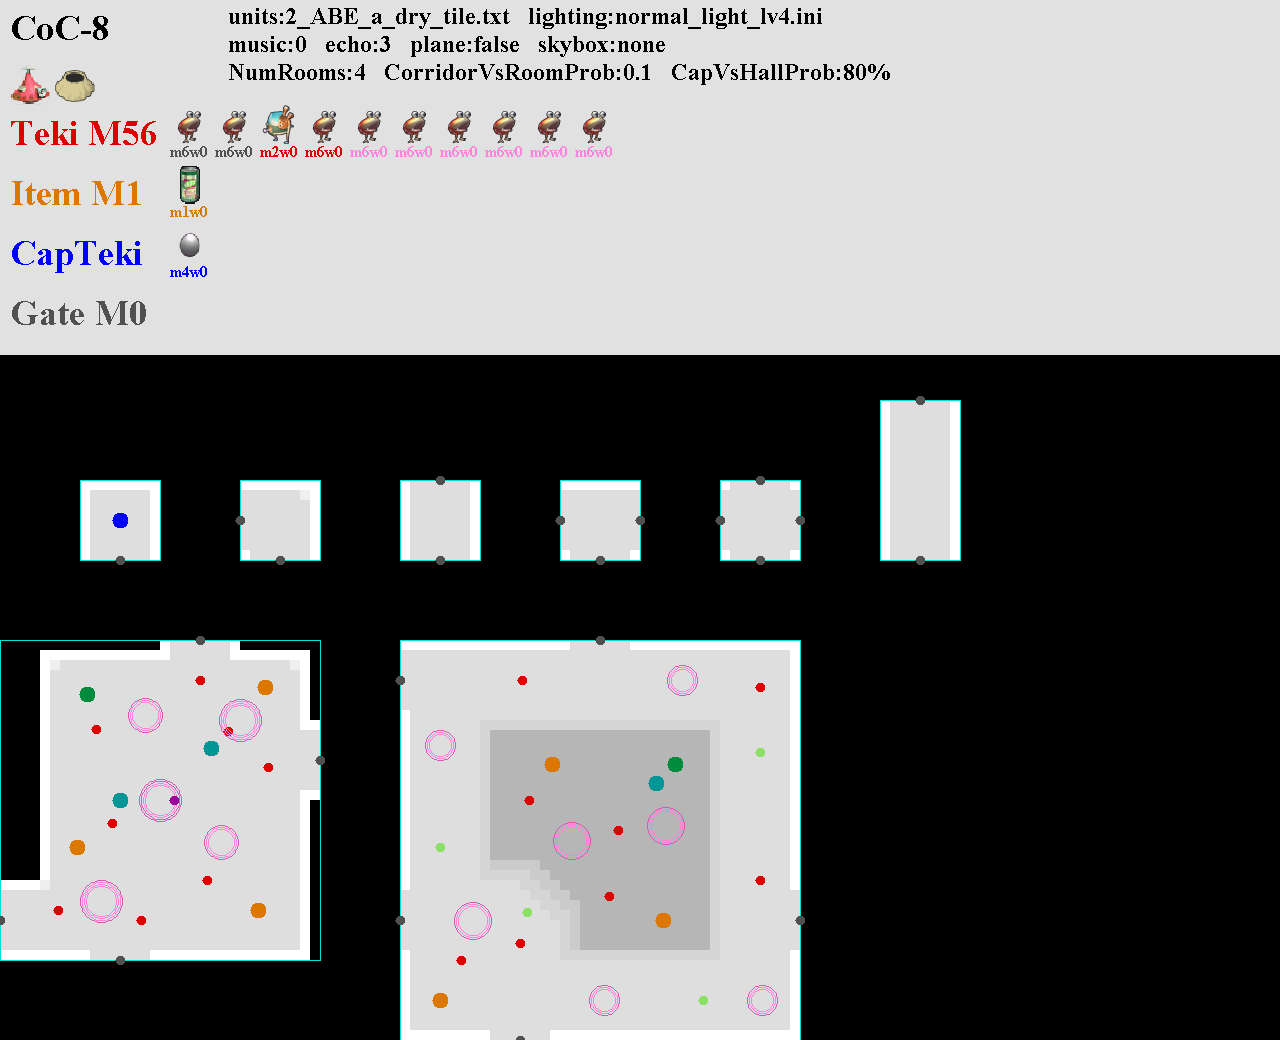 CoC-8
units:2_ABE_a_dry_tile.txt lighting:normal_light_lv4.ini
music:0 echo:3 plane:false skybox:none
NumRooms:4 CorridorVsRoomProb:0.1 CapVsHallProb:80%
Teki M56
m6w0 m6w0 m2w0 m6w0 m6w0 m6w0 m6w0 m6w0 m6w0 m6w0
Item M1
m1w0
CapTeki
m4w0
Gate M0